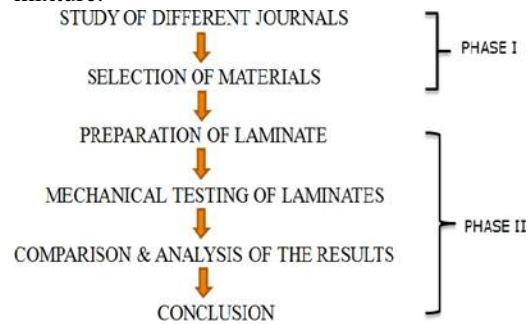 STUDY OF DIFFERENT JOURNALS
PHASE I
SELECTION OF MATERIALS
PREPARATION OF LAMINATE
MECHANICAL TESTING OF LAMINATES
PHASE II
COMPARISON & ANALYSIS OF THE RESULTS
CONCLUSION